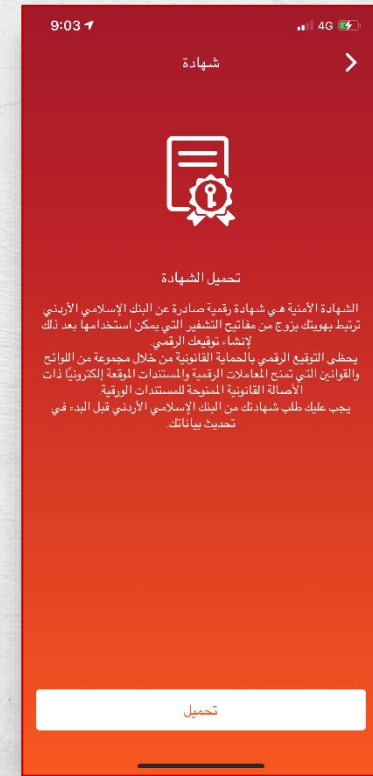 9:03
4G
شهادة
تحميل الشهادة
الشهادة الأمنية هي شهادة رقمية صادرة عن البنك الإسلامي الأردني
ترتبط بهويتك بزوج من مفاتيح التشفير التي يمكن استخدامها بعد ذلك
لإنشاء توقيعك الرقمي.
يحظى التوقيع الرقمي بالحماية القانونية من خلال مجموعة من اللوائح
والقوانين التي تمنح المعاملات الرقمية والمستندات الموقعة إلكترونيًا ذات
الأصالة القانونية الممنوحة للمستندات الورقية.
يجب عليك طلب شهادتك من البنك الإسلامي الأردني قبل البدء في
تحديث بياناتك.
تحميل